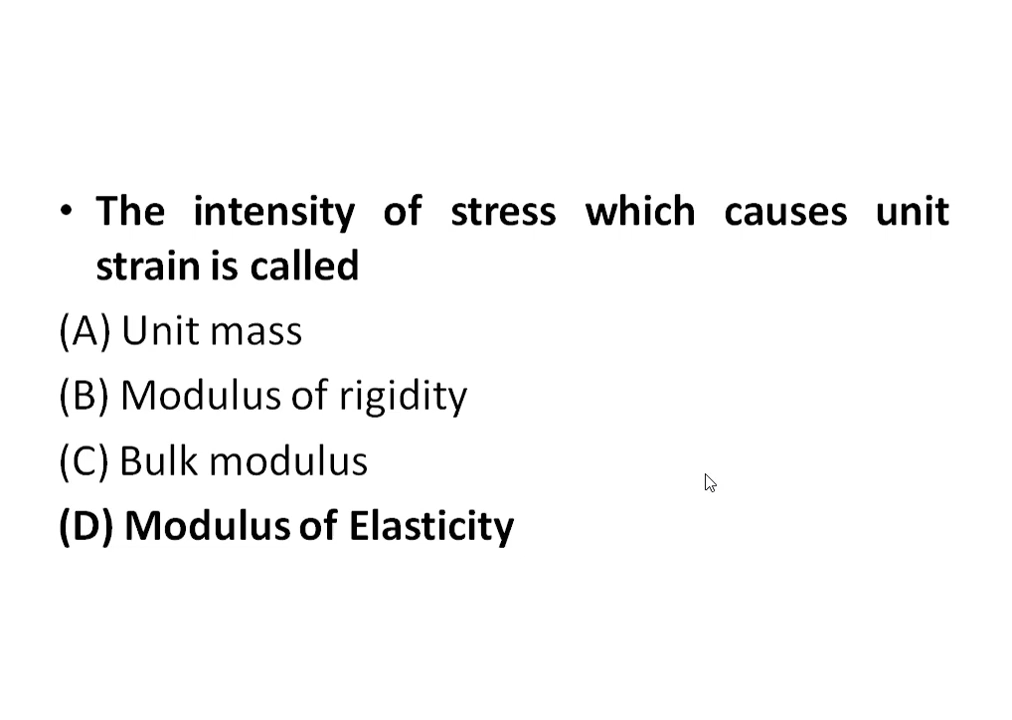 • The intensity of stress which causes unit
strain is called
(A) Unit mass
(B) Modulus of rigidity
(C) Bulk modulus
(D) Modulus of Elasticity